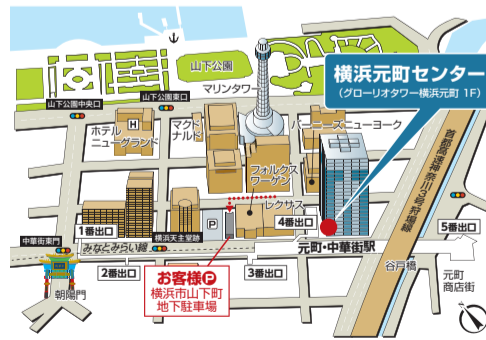 山下公園
マリンタワー
山下公園中央口
山下公園東口
横浜元町センター
(グローリオタワー横浜元町 1F)
H
ホテル
ニューグランド
マクド
ナルド
バーニーズニューヨーク
フォルクス
ワーゲン
レクサス
首都高速神奈川3号狩場線
1番出口
横浜天主堂跡
P
4番出口
5番出口
中華街東門
みなとみらい線
元町・中華街駅
2番出口
3番出口
谷戸橋
元町
商店街
朝陽門
お客様P
横浜市山下町
地下駐車場